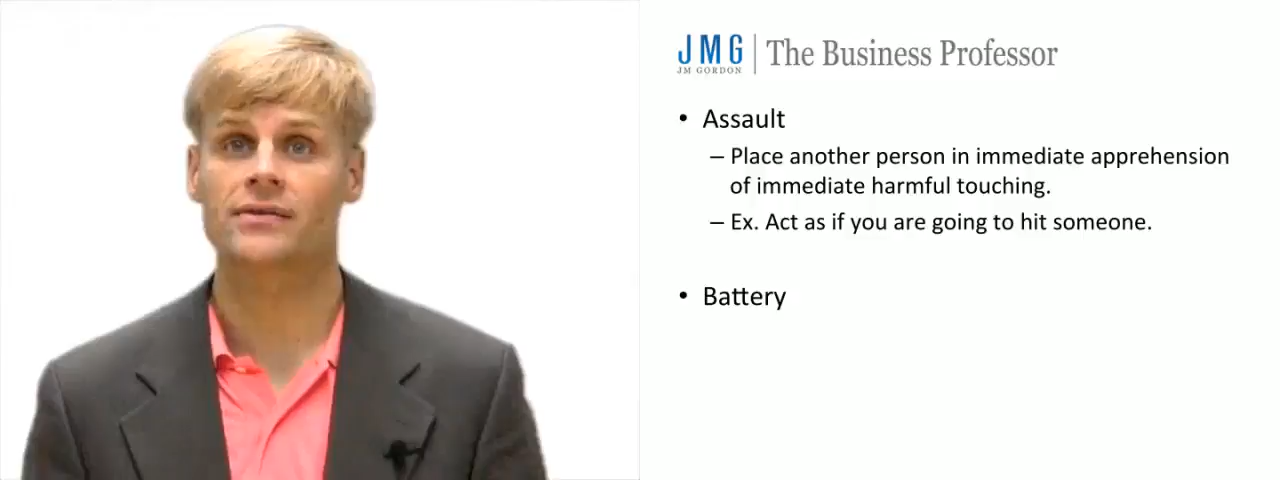 JMG
JM GORDON
The Business Professor
• Assault
– Place another person in immediate apprehension
of immediate harmful touching.
– Ex. Act as if you are going to hit someone.
• Battery